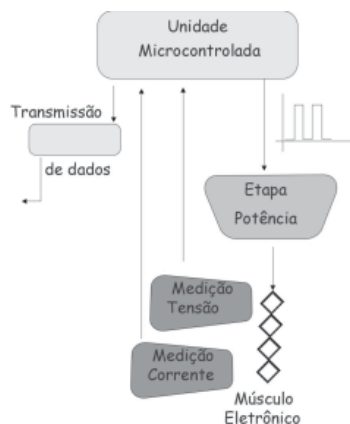 Unidade
Microcontrolada
Transmissão
de dados
Etapa
Potência
Medição
Tensão
Medição
Corrente
Músculo
Eletrônico